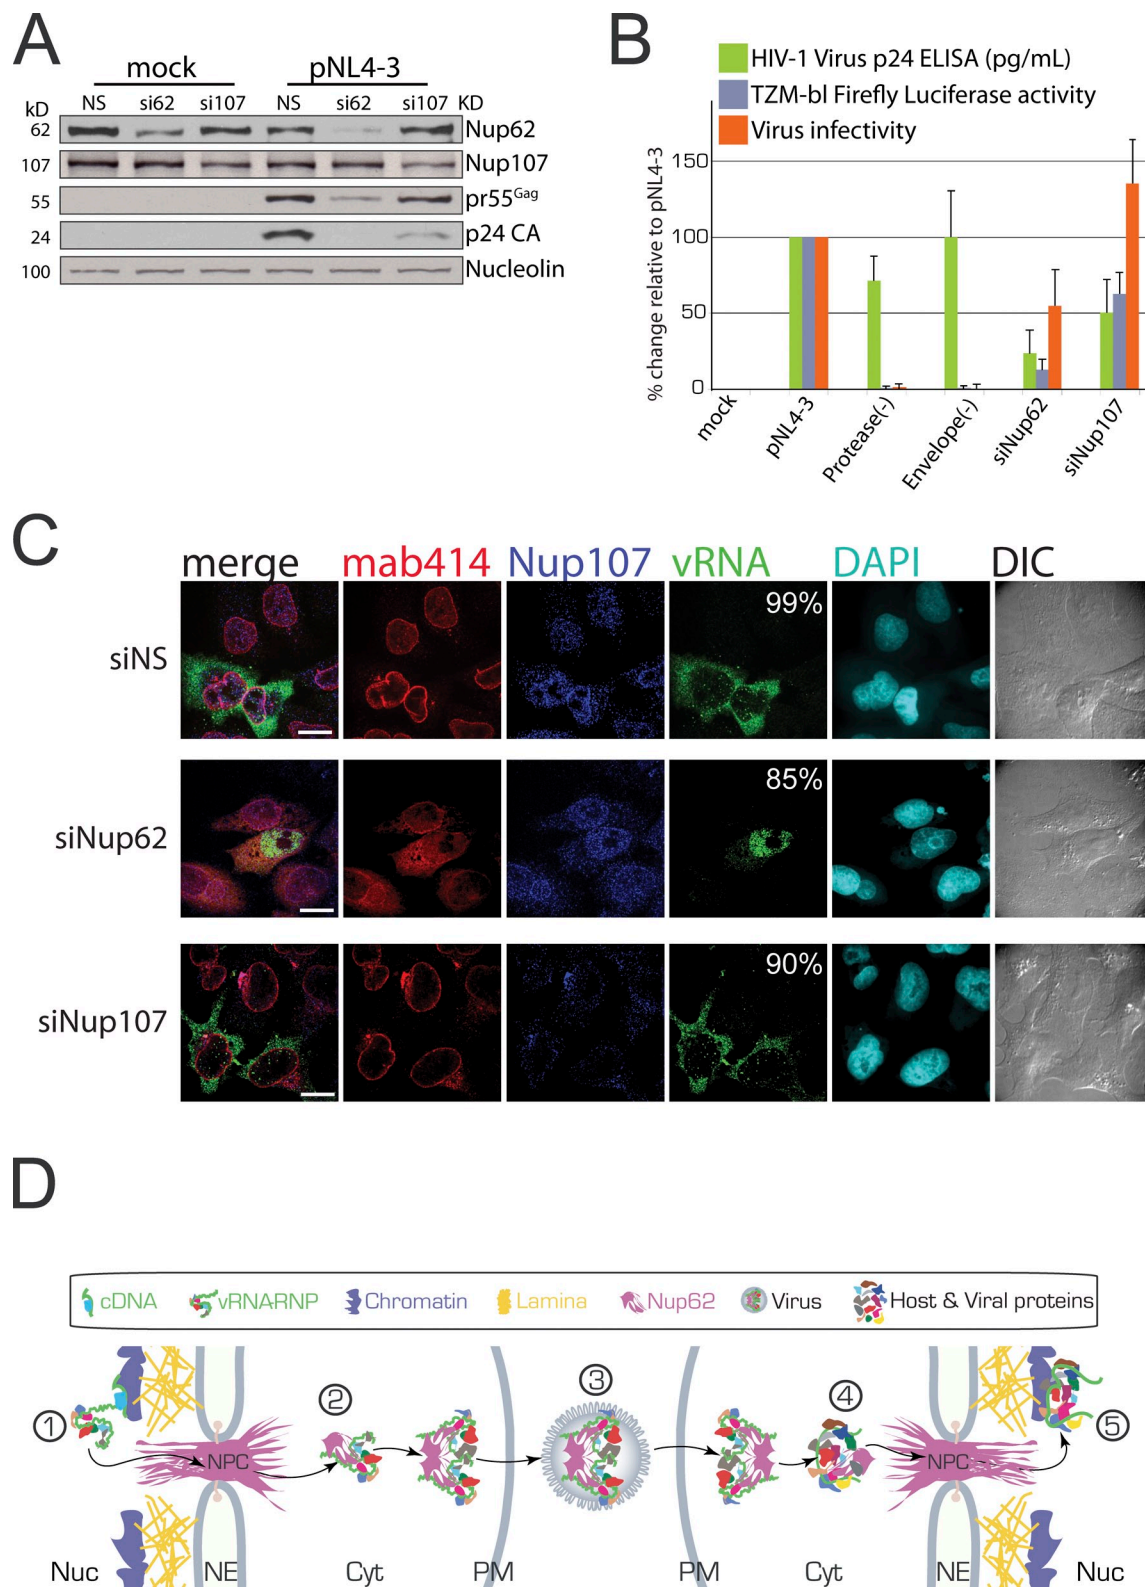 A
mock pNL4-3
kD NS si62 si107 NS si62 si107 KD
62 Nup62
107 Nup107
55 pr55Gag
24 p24 CA
100 Nucleolin
B
HIV-1 Virus p24 ELISA (pg/mL)
TZM-bl Firefly Luciferase activity
Virus infectivity
% change relative to pNL4-3
150
100
50
0
mock
pNL4-3
Protease(-)
Envelope(-)
siNup62
siNup107
C
merge mab414 Nup107 vRNA DAPI DIC
siNS 99%
siNup62 85%
siNup107 90%
D
cDNA vRNARNP Chromatin Lamina Nup62 Virus Host & Viral proteins
1 2 3 4 5
NPC NPC
Nuc NE Cyt PM PM Cyt NE Nuc